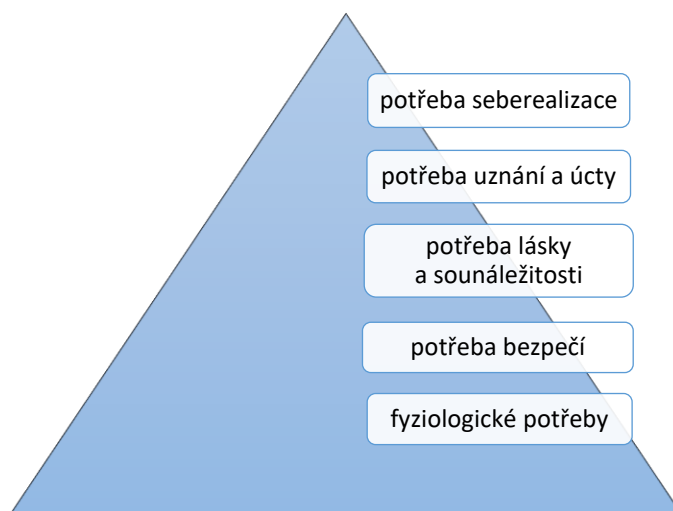 potřeba seberealizace
potřeba uznání a úcty
potřeba lásky
a sounáležitosti
potřeba bezpečí
fyziologické potřeby